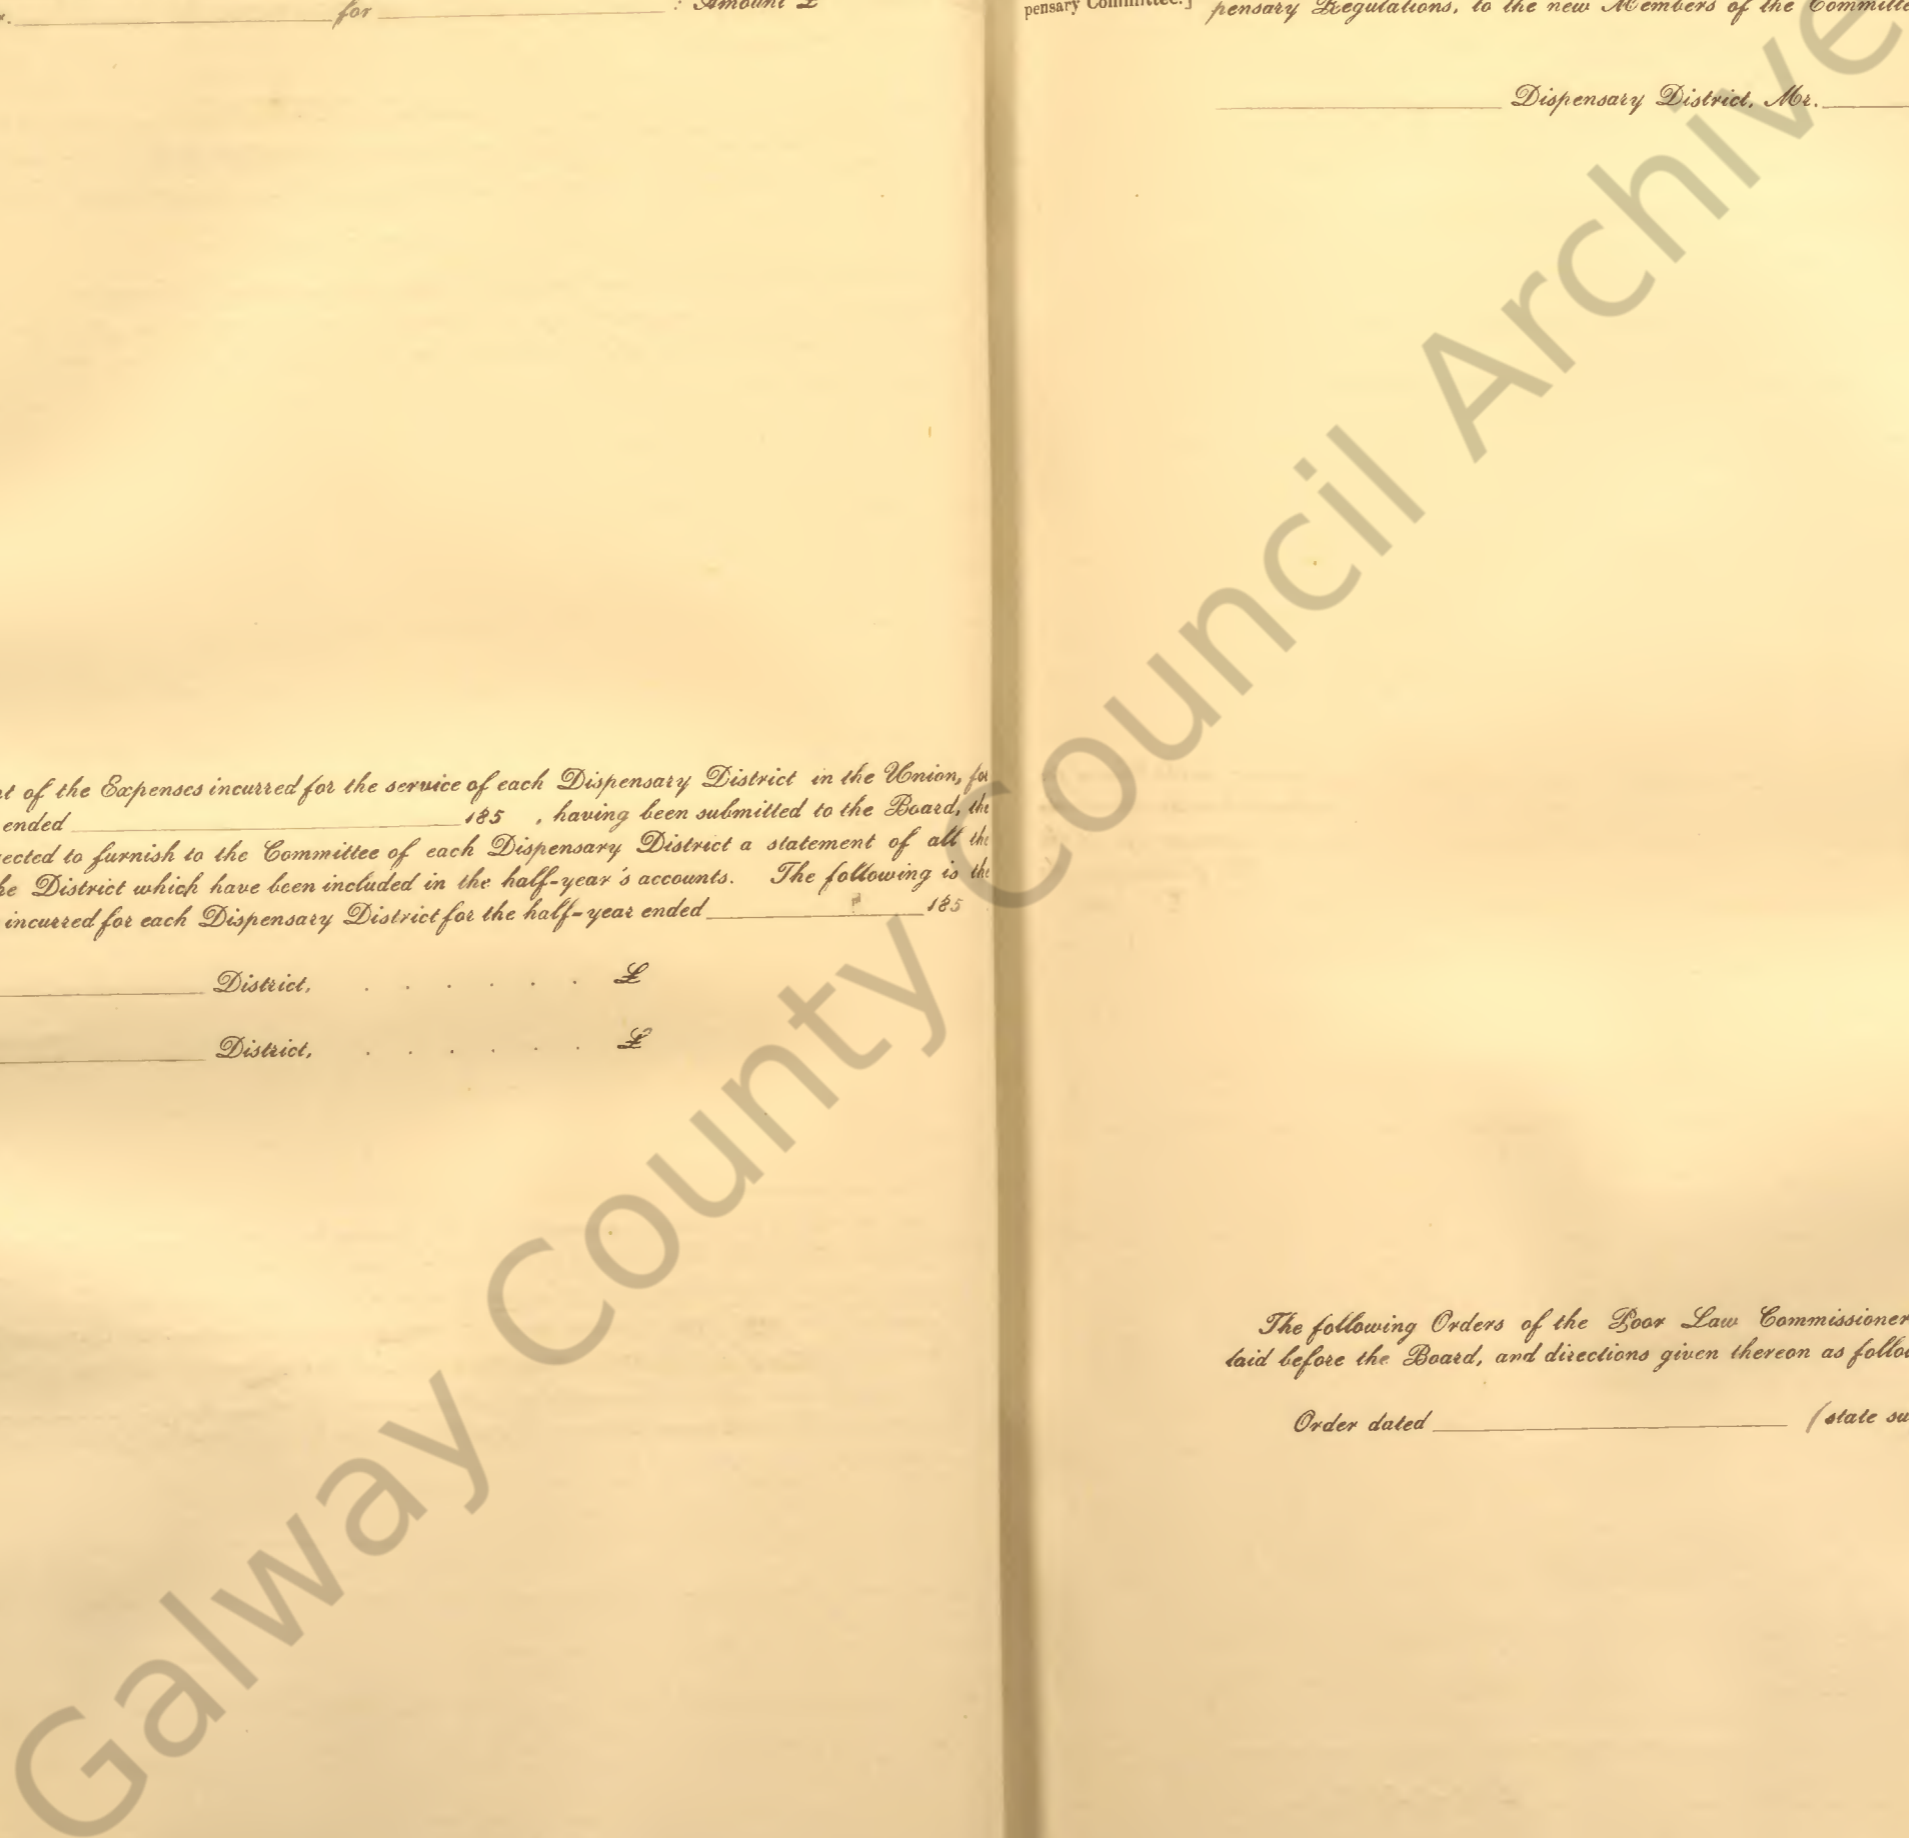 for : Amount £
nt of the Expenses incurred for the service of each Dispensary District in the Union, for
ended 185 , having been submitted to the Board, the
ected to furnish to the Committee of each Dispensary District a statement of all the
he District which have been included in the half-year's accounts. The following is the
incurred for each Dispensary District for the half-year ended 185
District, . . . . . . £
District, . . . . . . £
pensary Committee.] pensary Regulations, to the new Members of the Committe
Dispensary District, Mr.
The following Orders of the Poor Law Commissioner
laid before the Board, and directions given thereon as follo
Order dated (state su
Galway County Council Archive